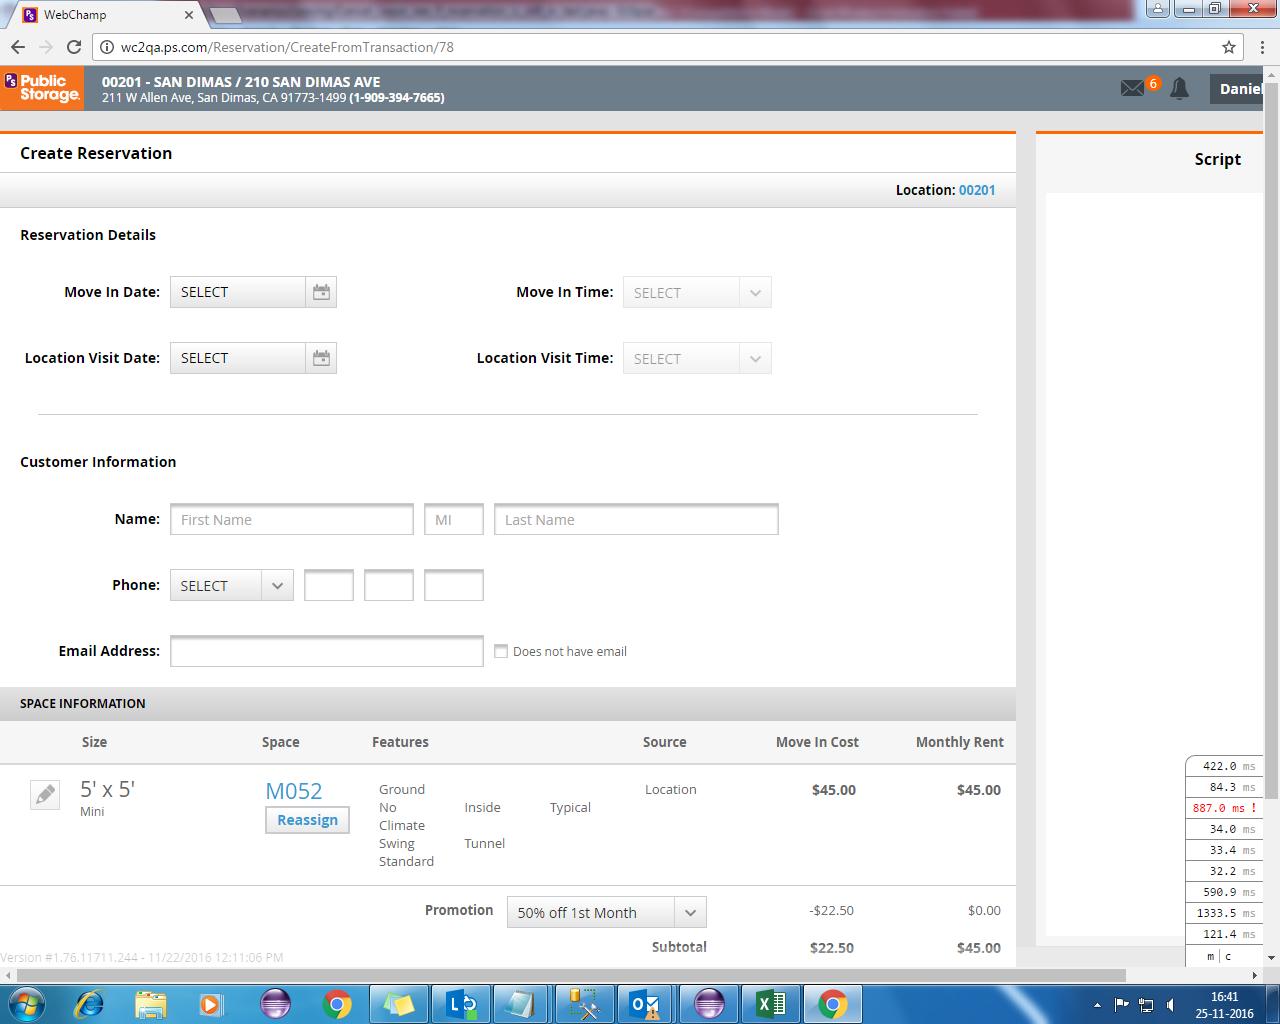 WebChamp
wc2qa.ps.com/Reservation/CreateFromTransaction/78
PS Public Storage.
00201 - SAN DIMAS / 210 SAN DIMAS AVE
211 W Allen Ave, San Dimas, CA 91773-1499 (1-909-394-7665)
6
Daniel
Create Reservation
Script
Location: 00201
Reservation Details
Move In Date: SELECT Move In Time: SELECT
Location Visit Date: SELECT Location Visit Time: SELECT
Customer Information
Name: First Name MI Last Name
Phone: SELECT
Email Address: Does not have email
SPACE INFORMATION
Size Space Features Source Move In Cost Monthly Rent
5' x 5' M052 Ground Location $45.00 $45.00
Mini Reassign No Inside Typical
Climate
Swing Tunnel
Standard
Promotion 50% off 1st Month -$22.50 $0.00
Subtotal $22.50 $45.00
Version #1.76.11711.244 - 11/22/2016 12:11:06 PM
422.0 ms
84.3 ms
887.0 ms !
34.0 ms
33.4 ms
32.2 ms
590.9 ms
1333.5 ms
121.4 ms
m | c
16:41
25-11-2016